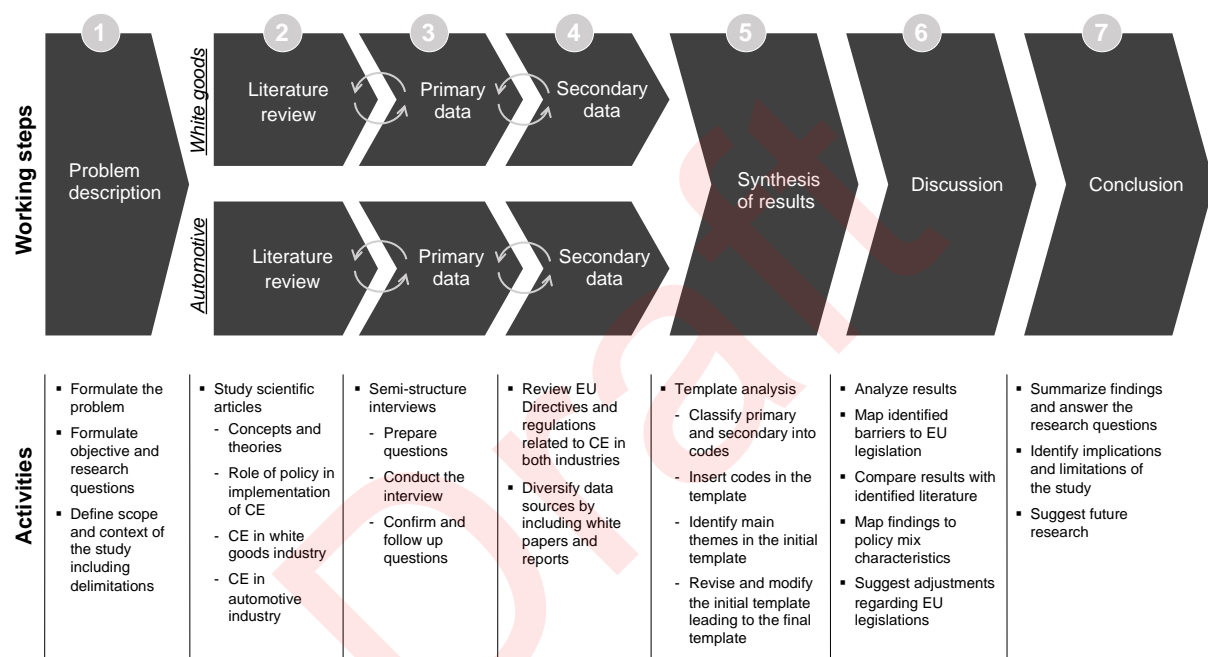 1
2
3
4
5
6
7
Working steps
Problem
description
White goods
Literature
review
Primary
data
Secondary
data
Automotive
Literature
review
Primary
data
Secondary
data
Synthesis
of results
Discussion
Conclusion
Activities
▪ Formulate the
problem
▪ Formulate
objective and
research
questions
▪ Define scope
and context of
the study
including
delimitations
▪ Study scientific
articles
- Concepts and
theories
- Role of policy in
implementation
of CE
- CE in white
goods industry
- CE in
automotive
industry
▪ Semi-structure
interviews
- Prepare
questions
- Conduct the
interview
- Confirm and
follow up
questions
▪ Review EU
Directives and
regulations
related to CE in
both industries
▪ Diversify data
sources by
including white
papers and
reports
▪ Template analysis
- Classify primary
and secondary into
codes
- Insert codes in the
template
- Identify main
themes in the initial
template
- Revise and modify
the initial template
leading to the final
template
▪ Analyze results
▪ Map identified
barriers to EU
legislation
▪ Compare results with
identified literature
▪ Map findings to
policy mix
characteristics
▪ Suggest adjustments
regarding EU
legislations
▪ Summarize findings
and answer the
research questions
▪ Identify implications
and limitations of
the study
▪ Suggest future
research
Draft